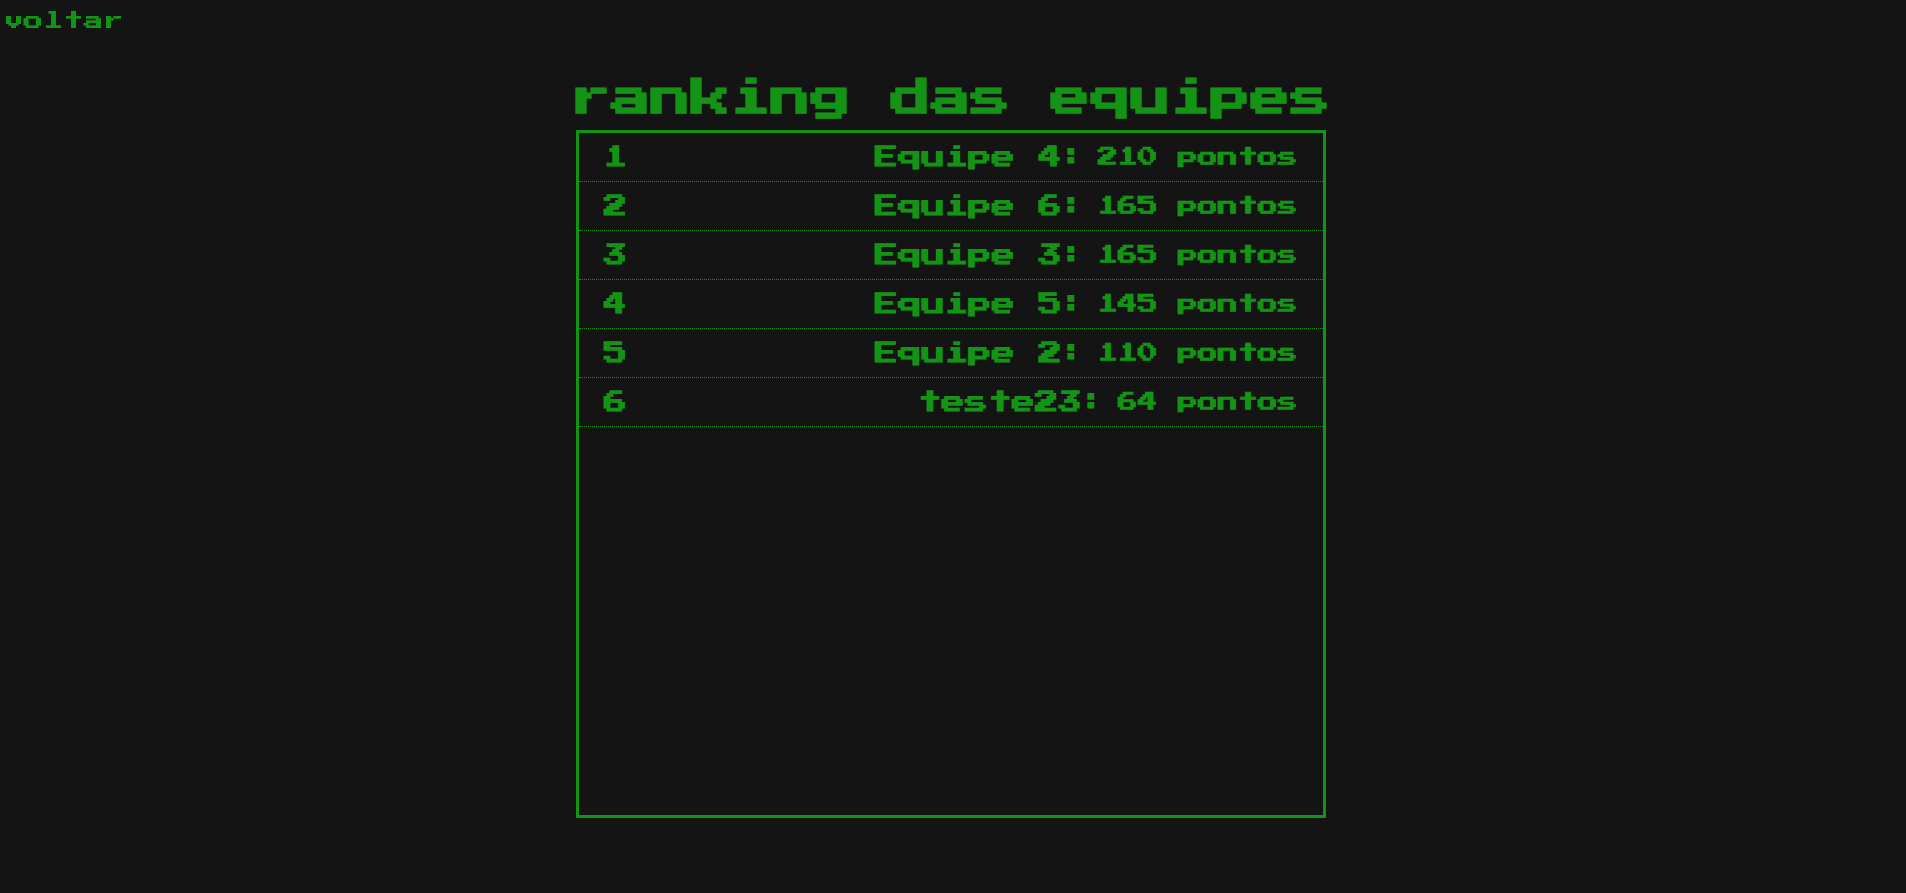 voltar
ranking das equipes
1 Equipe 4: 210 pontos
2 Equipe 6: 165 pontos
3 Equipe 3: 165 pontos
4 Equipe 5: 145 pontos
5 Equipe 2: 110 pontos
6 teste23: 64 pontos